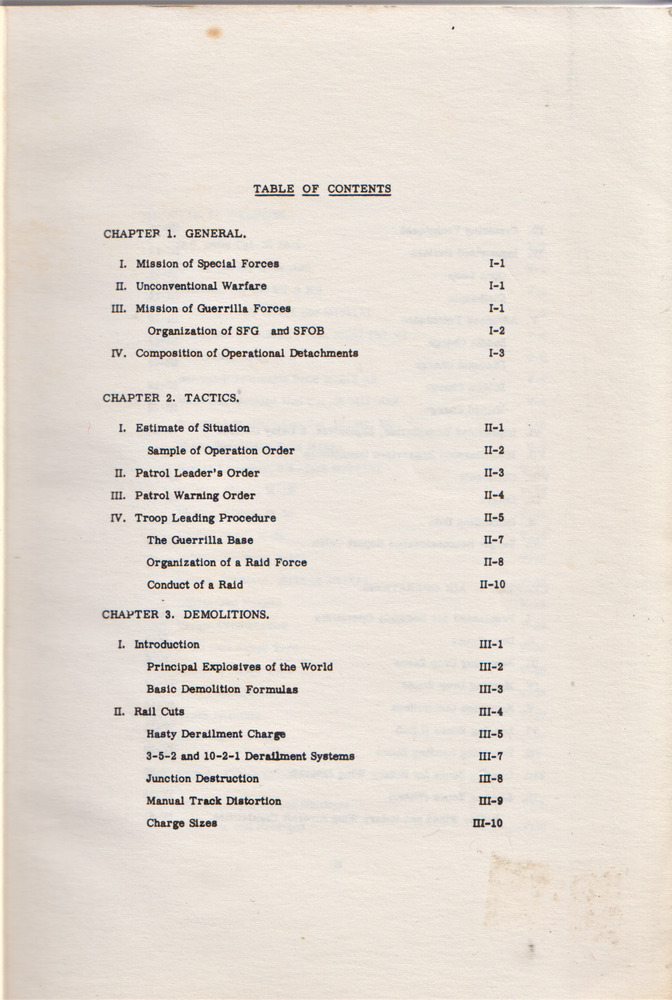 TABLE OF CONTENTS
CHAPTER 1. GENERAL.
I. Mission of Special Forces I-1
II. Unconventional Warfare I-1
III. Mission of Guerrilla Forces I-1
Organization of SFG and SFOB I-2
IV. Composition of Operational Detachments I-3
CHAPTER 2. TACTICS.
I. Estimate of Situation II-1
Sample of Operation Order II-2
II. Patrol Leader's Order II-3
III. Patrol Warning Order II-4
IV. Troop Leading Procedure II-5
The Guerrilla Base II-7
Organization of a Raid Force II-8
Conduct of a Raid II-10
CHAPTER 3. DEMOLITIONS.
I. Introduction III-1
Principal Explosives of the World III-2
Basic Demolition Formulas III-3
II. Rail Cuts III-4
Hasty Derailment Charge III-5
3-5-2 and 10-2-1 Derailment Systems III-7
Junction Destruction III-8
Manual Track Distortion III-9
Charge Sizes III-10